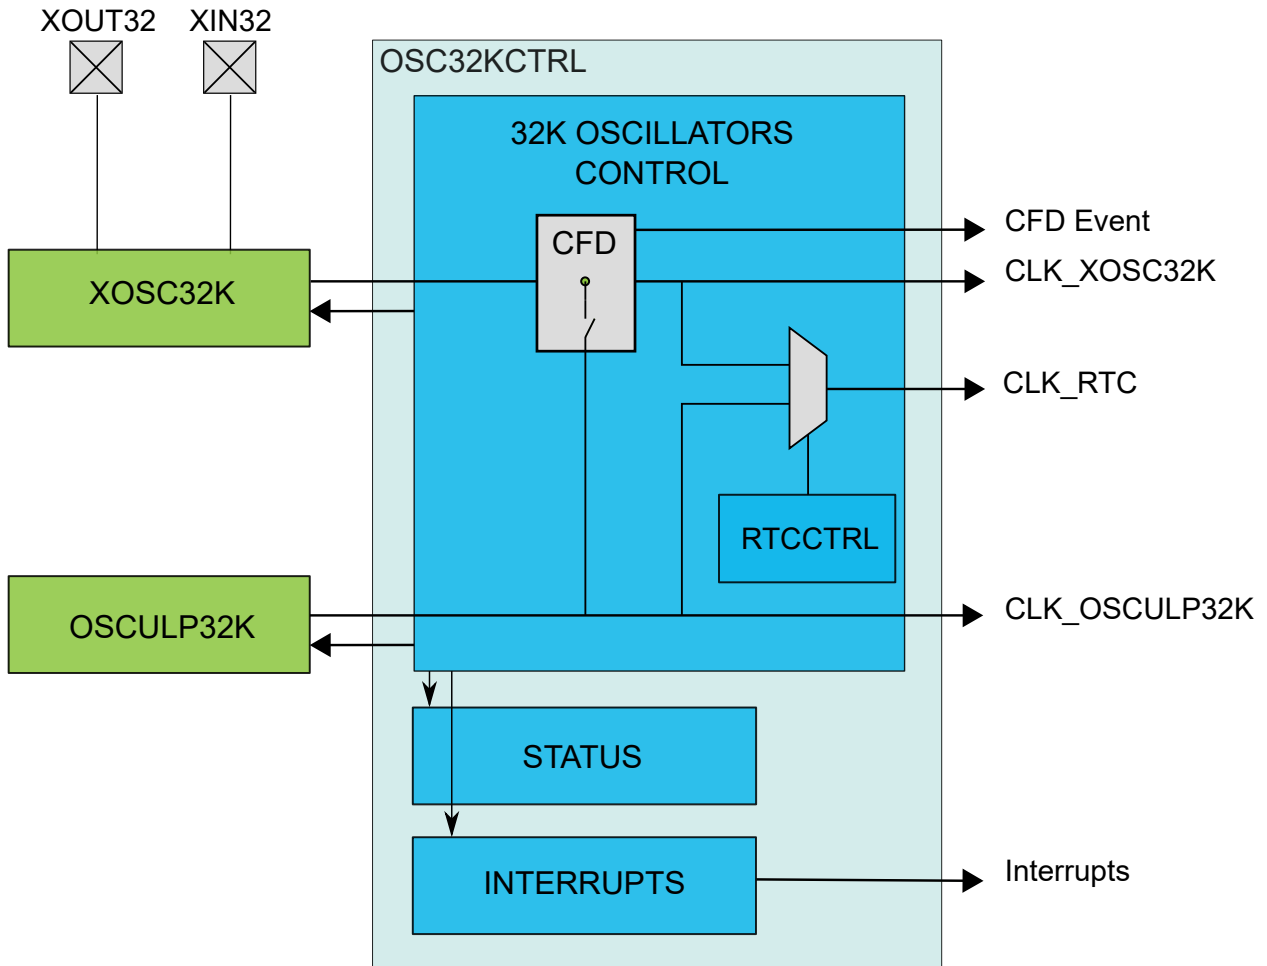 XOUT32
XIN32
OSC32KCTRL
32K OSCILLATORS
CONTROL
CFD
CFD Event
XOSC32K
CLK_XOSC32K
CLK_RTC
RTCCTRL
OSCULP32K
CLK_OSCULP32K
STATUS
INTERRUPTS
Interrupts